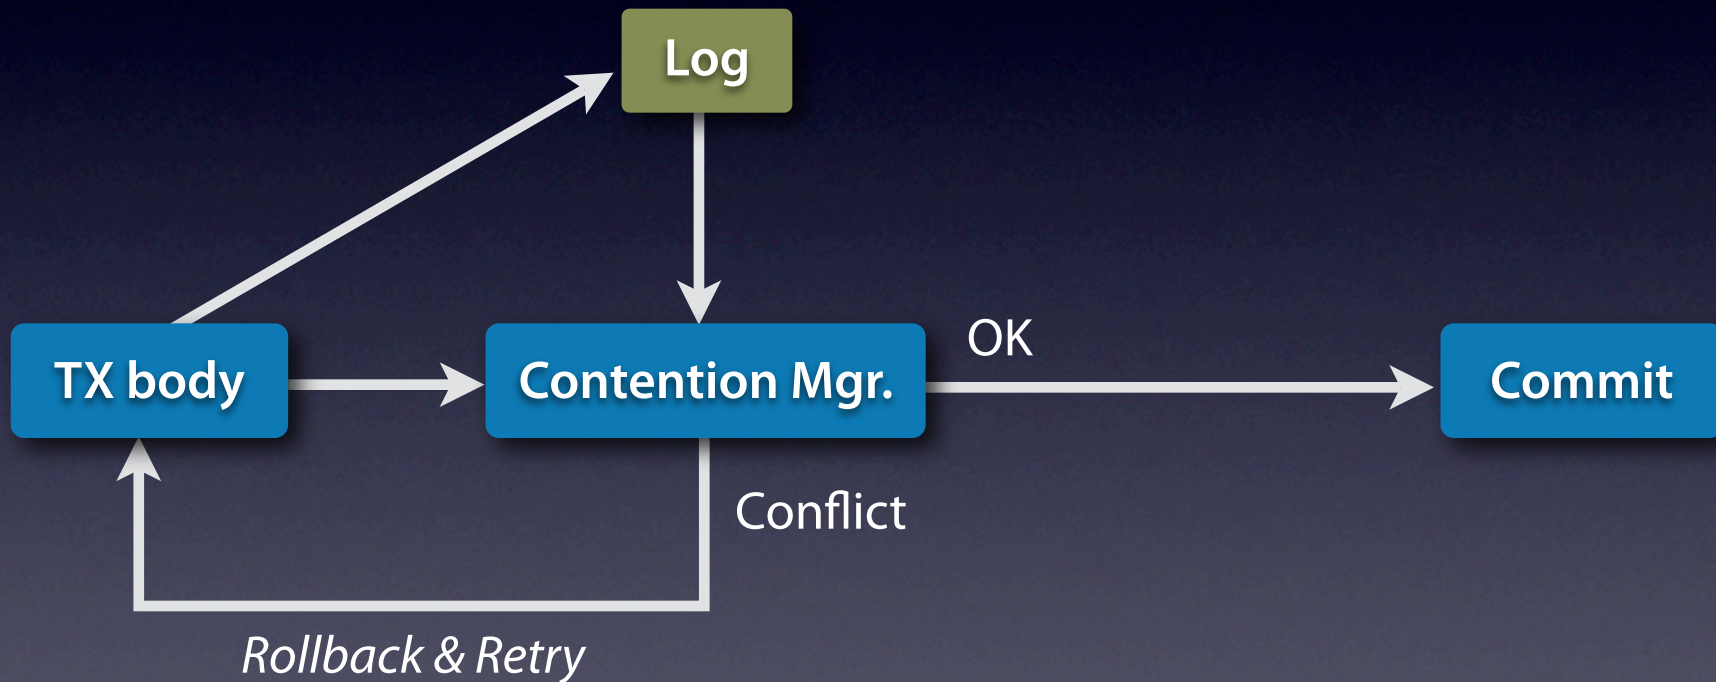 Log
TX body
Contention Mgr.
OK
Commit
Conflict
Rollback & Retry